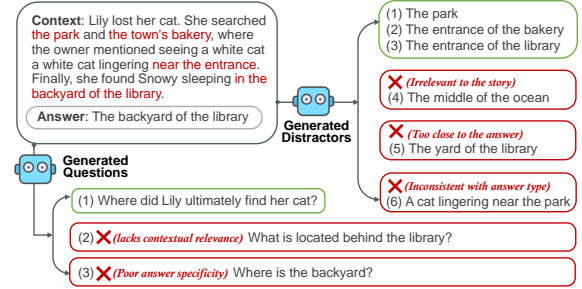 Context: Lily lost her cat. She searched
the park and the town's bakery, where
the owner mentioned seeing a white cat
a white cat lingering near the entrance.
Finally, she found Snowy sleeping in the
backyard of the library.
Answer: The backyard of the library
Generated
Distractors
(1) The park
(2) The entrance of the bakery
(3) The entrance of the library
(Irrelevant to the story)
(4) The middle of the ocean
(Too close to the answer)
(5) The yard of the library
(Inconsistent with answer type)
(6) A cat lingering near the park
Generated
Questions
(1) Where did Lily ultimately find her cat?
(2) (lacks contextual relevance) What is located behind the library?
(3) (Poor answer specificity) Where is the backyard?